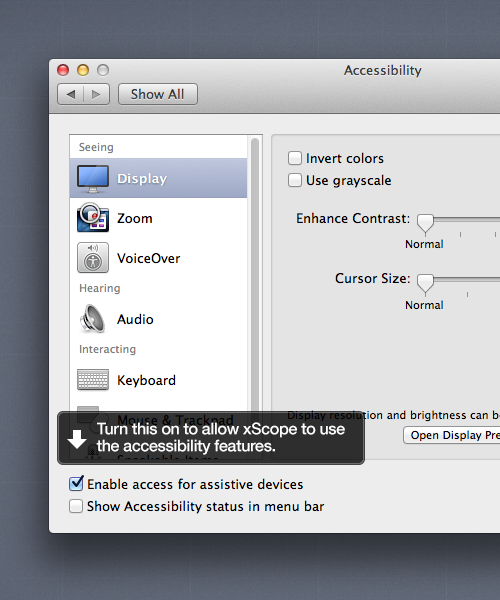 Accessibility
Show All
Seeing
Display
Zoom
VoiceOver
Hearing
Audio
Interacting
Keyboard
Mouse & Trackpad
Speakable Items
Invert colors
Use grayscale
Enhance Contrast:
Normal
Cursor Size:
Normal
Display resolution and brightness can be
Open Display Pre
Turn this on to allow xScope to use
the accessibility features.
Enable access for assistive devices
Show Accessibility status in menu bar